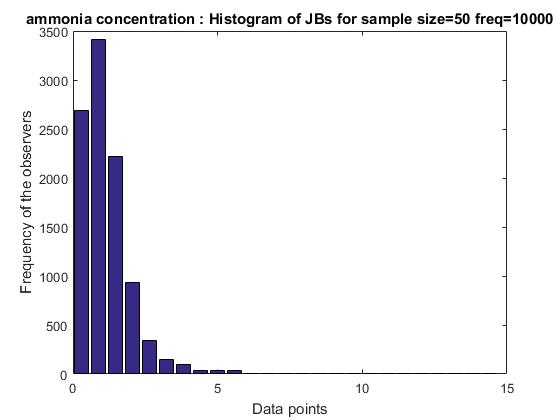 ammonia concentration : Histogram of JBs for sample size=50 freq=10000
Frequency of the observers
3500
3000
2500
2000
1500
1000
500
0
0 5 10 15
Data points